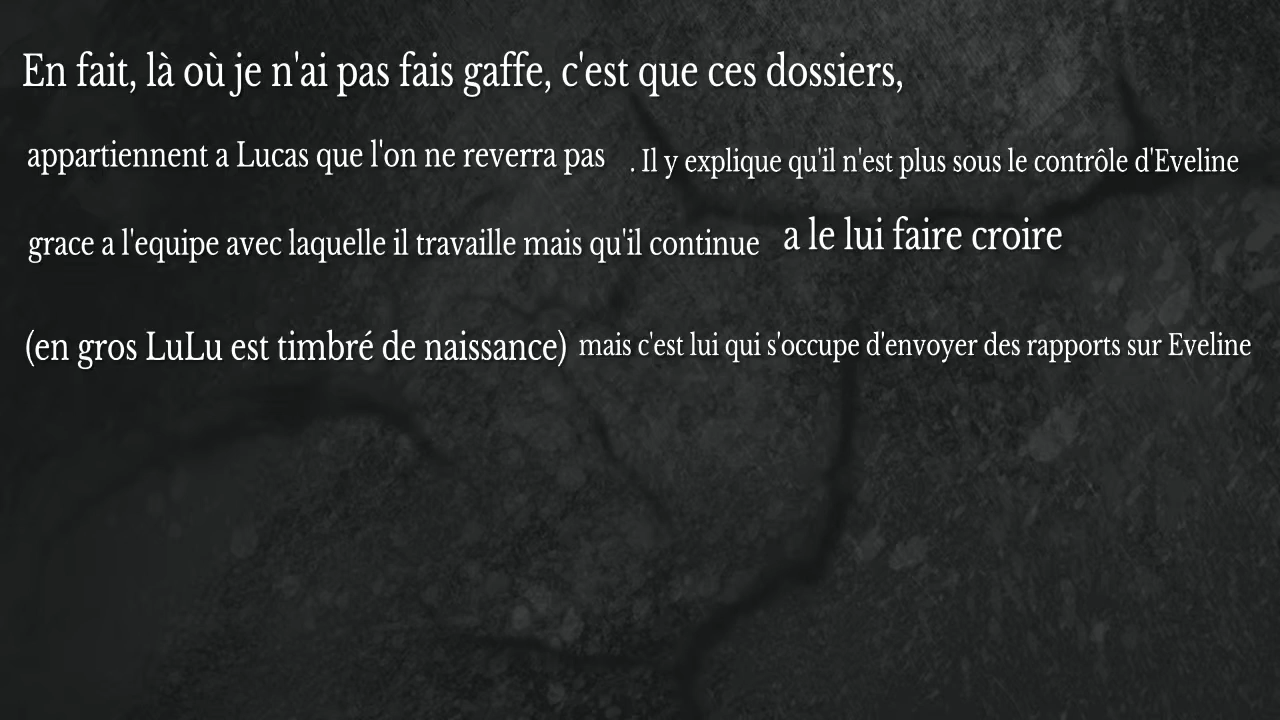 En fait, là où je n'ai pas fais gaffe, c'est que ces dossiers,
appartiennent a Lucas que l'on ne reverra pas . Il y explique qu'il n'est plus sous le contrôle d'Eveline
grace a l'equipe avec laquelle il travaille mais qu'il continue a le lui faire croire
(en gros LuLu est timbré de naissance) mais c'est lui qui s'occupe d'envoyer des rapports sur Eveline